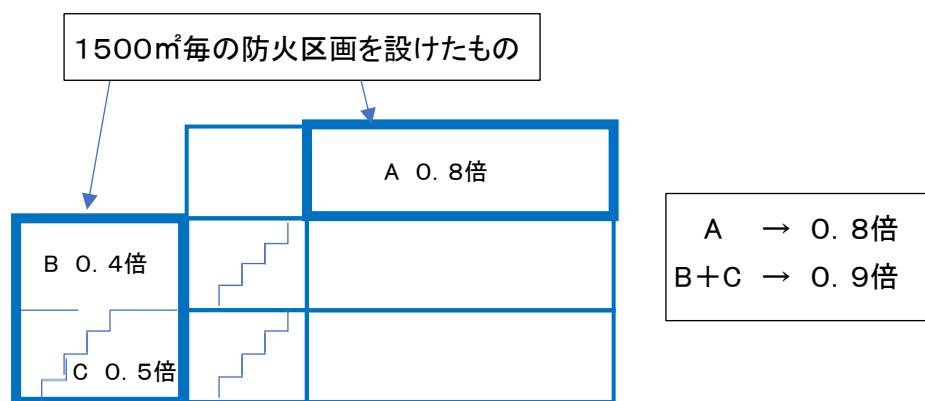 1500㎡毎の防火区画を設けたもの
A 0.8倍
B 0.4倍
C 0.5倍
A → 0.8倍
B+C → 0.9倍